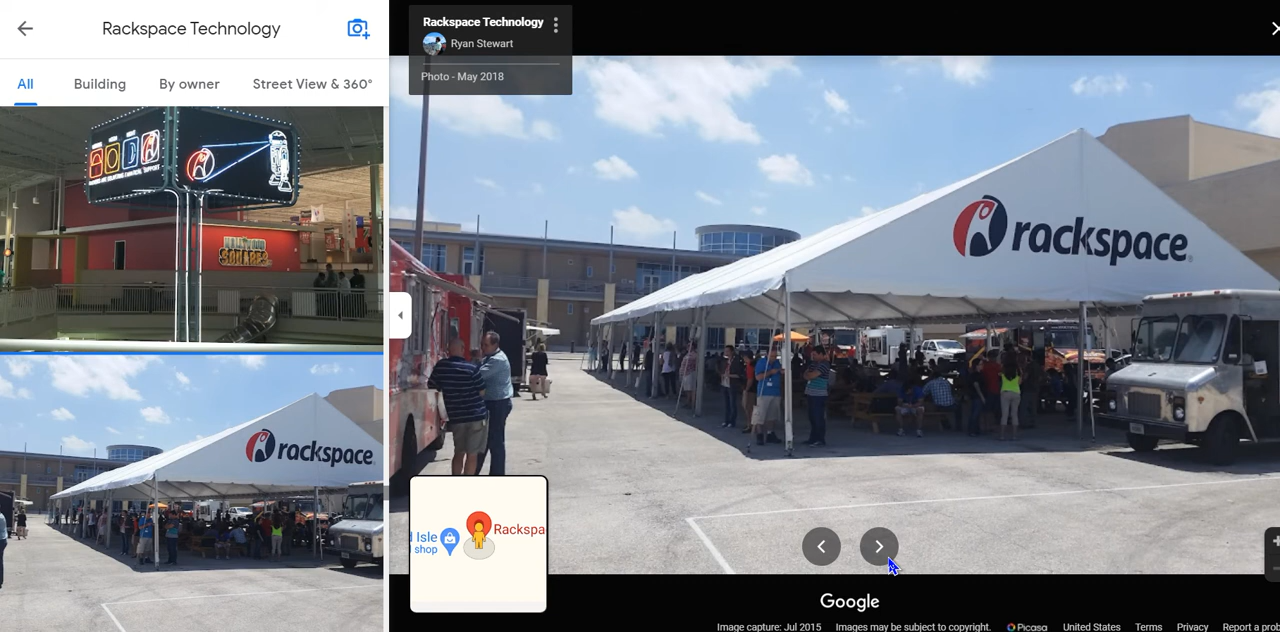 Rackspace Technology
All
Building
By owner
Street View & 360°
HOLLYWOOD
SQUARES
rackspace
Rackspace Technology
Ryan Stewart
Photo - May 2018
rackspace®
d Isle
shop
Rackspa
Google
Image capture: Jul 2015 Images may be subject to copyright. Picasa United States Terms Privacy Report a prob